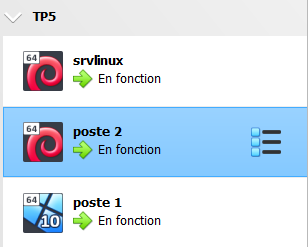 TP5
64
srvlinux
En fonction
64
poste 2
En fonction
64
10
poste 1
En fonction